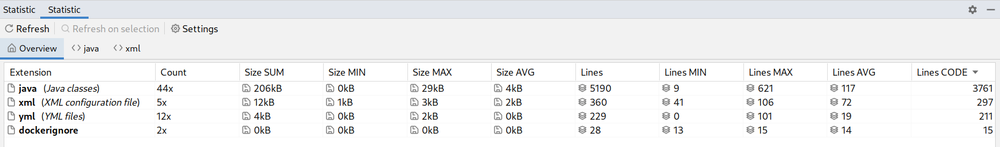 Statistic Statistic
Refresh Refresh on selection Settings
Overview java xml
Extension Count Size SUM Size MIN Size MAX Size AVG Lines Lines MIN Lines MAX Lines AVG Lines CODE
java (Java classes) 44x 206kB 0kB 29kB 4kB 5190 9 621 117 3761
xml (XML configuration file) 5x 12kB 1kB 3kB 2kB 360 41 106 72 297
yml (YML files) 12x 4kB 0kB 2kB 0kB 229 0 101 19 211
dockerignore 2x 0kB 0kB 0kB 0kB 28 13 15 14 15